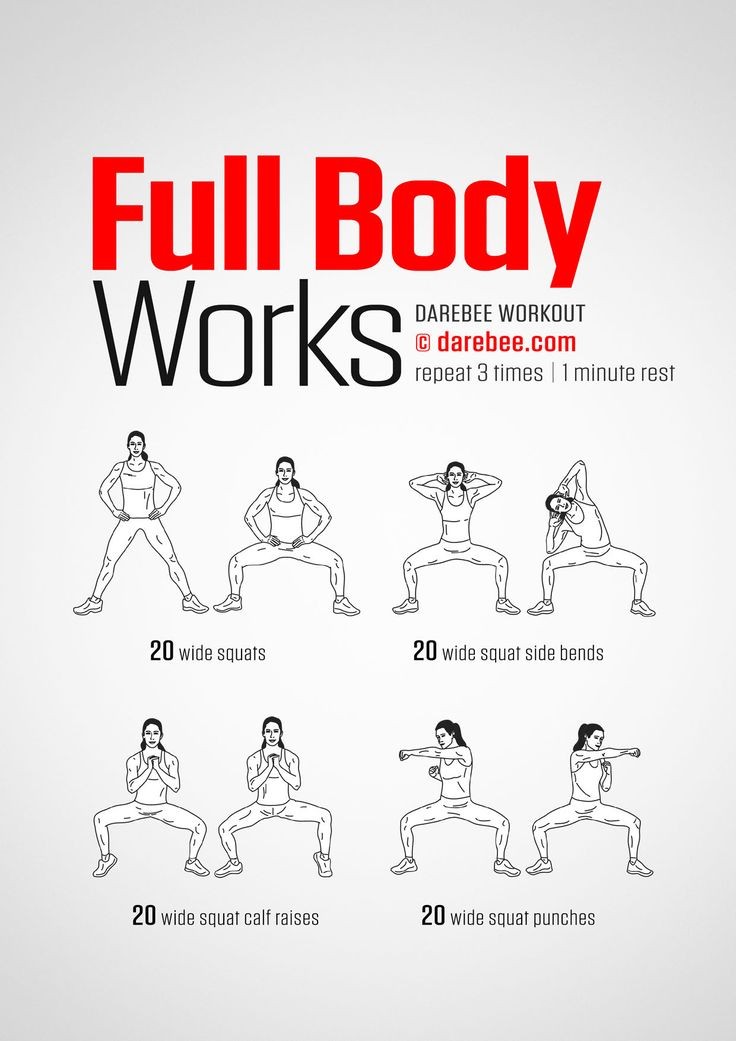 Full Body
Works
DAREBEE WORKOUT
© darebee.com
repeat 3 times | 1 minute rest
20 wide squats
20 wide squat side bends
20 wide squat calf raises
20 wide squat punches